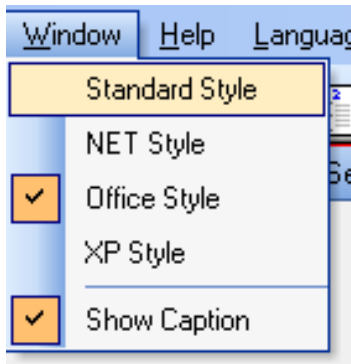 Window Help Languag
Standard Style
NET Style
Office Style
XP Style
Show Caption